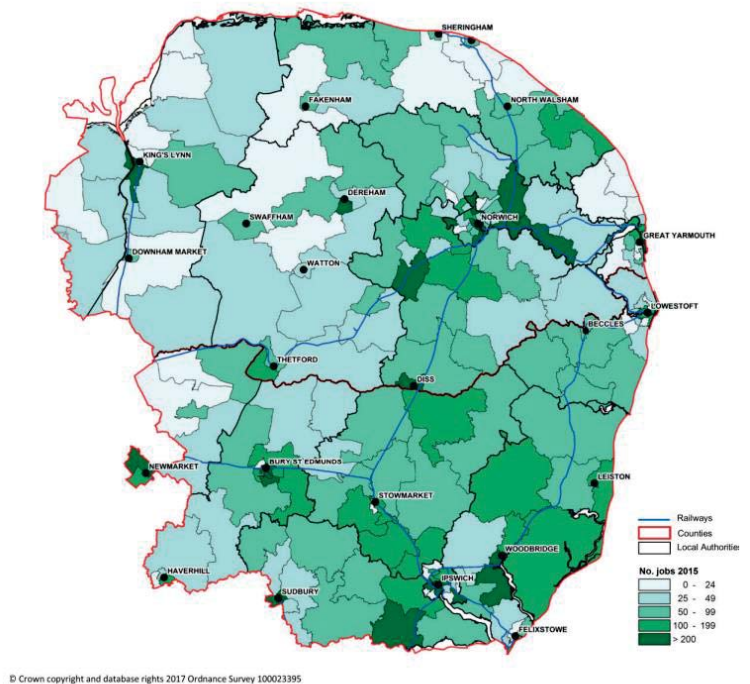 SHERINGHAM
FAKENHAM
NORTH WALSHAM
KING'S LYNN
DEREHAM
SWAFFHAM
NORWICH
GREAT YARMOUTH
DOWNHAM MARKET
WATTON
LOWESTOFT
BECCLES
THETFORD
DISS
NEWMARKET
BURY ST EDMUNDS
LEISTON
STOWMARKET
WOODBRIDGE
HAVERHILL
IPSWICH
SUDBURY
FELIXSTOWE
Railways
Counties
Local Authorities
No. jobs 2015
0 - 24
25 - 49
50 - 99
100 - 199
> 200
© Crown copyright and database rights 2017 Ordnance Survey 100023395